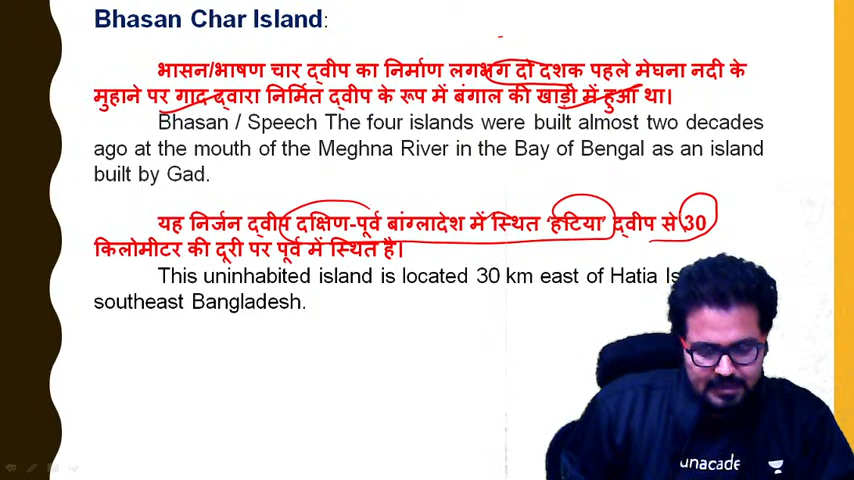 Bhasan Char Island:
भासन/भाषण चार द्वीप का निर्माण लगभग दो दशक पहले मेघना नदी के
मुहाने पर गाद द्वारा निर्मित द्वीप के रूप में बंगाल की खाड़ी में हुआ था।
Bhasan / Speech The four islands were built almost two decades
ago at the mouth of the Meghna River in the Bay of Bengal as an island
built by Gad.
यह निर्जन द्वीप दक्षिण-पूर्व बांग्लादेश में स्थित ‘हटिया’ द्वीप से 30
किलोमीटर की दूरी पर पूर्व में स्थित है।
This uninhabited island is located 30 km east of Hatia
southeast Bangladesh.
unacade